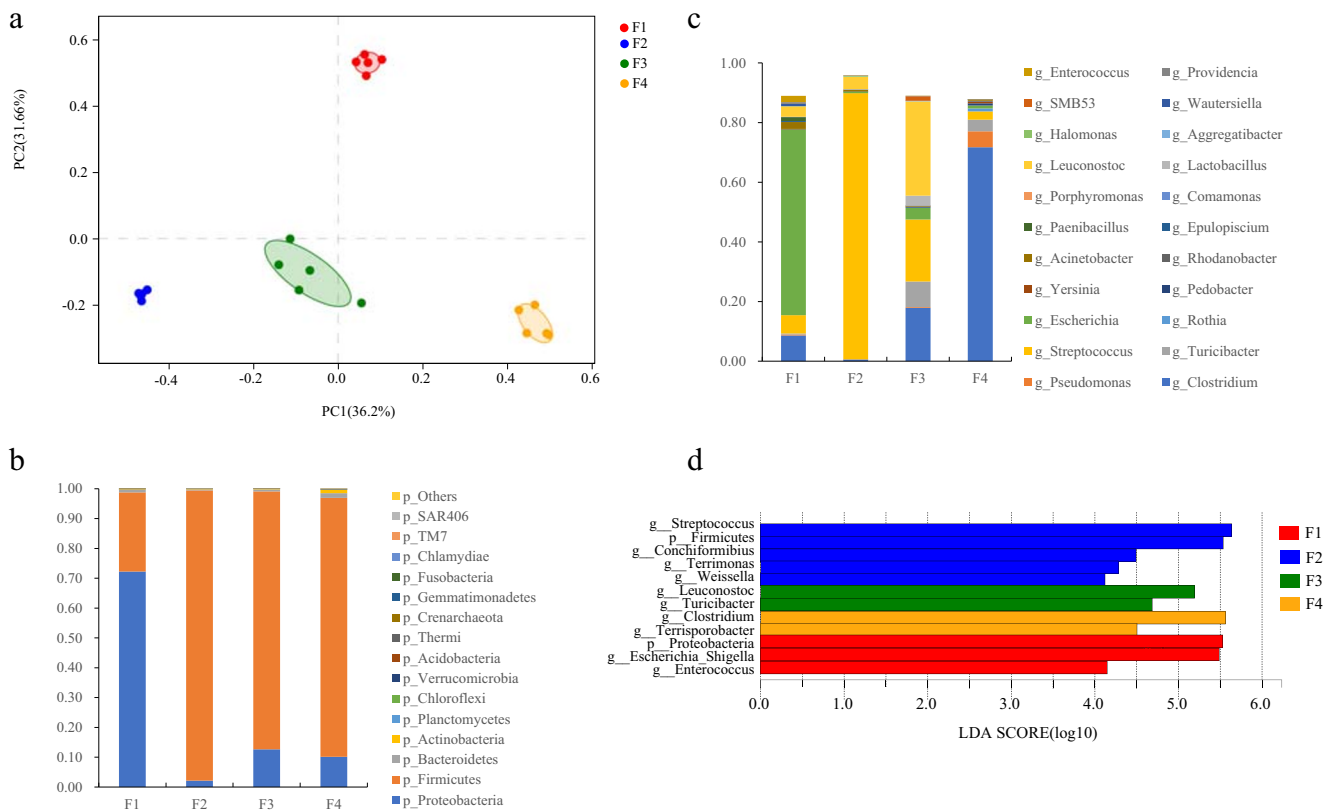 a
F1
F2
F3
F4
0.6
0.4
0.2
0.0
-0.2
PC2(31.66%)
-0.4
-0.2
0.0
0.2
0.4
0.6
PC1(36.2%)
c
1.00
0.80
0.60
0.40
0.20
0.00
F1
F2
F3
F4
g_Enterococcus
g_Providencia
g_SMB53
g_Wautersiella
g_Halomonas
g_Aggregatibacter
g_Leuconostoc
g_Lactobacillus
g_Porphyromonas
g_Comamonas
g_Paenibacillus
g_Epulopiscium
g_Acinetobacter
g_Rhodanobacter
g_Yersinia
g_Pedobacter
g_Escherichia
g_Rothia
g_Streptococcus
g_Turicibacter
g_Pseudomonas
g_Clostridium
b
1.00
0.90
0.80
0.70
0.60
0.50
0.40
0.30
0.20
0.10
0.00
F1
F2
F3
F4
p_Others
p_SAR406
p_TM7
p_Chlamydiae
p_Fusobacteria
p_Gemmatimonadetes
p_Crenarchaeota
p_Thermi
p_Acidobacteria
p_Verrucomicrobia
p_Chloroflexi
p_Planctomycetes
p_Actinobacteria
p_Bacteroidetes
p_Firmicutes
p_Proteobacteria
d
g__Streptococcus
p__Firmicutes
g__Conchiformibius
g__Terrimonas
g__Weissella
g__Leuconostoc
g__Turicibacter
g__Clostridium
g__Terrisporobacter
p__Proteobacteria
g__Escherichia_Shigella
g__Enterococcus
0.0
1.0
2.0
3.0
4.0
5.0
6.0
LDA SCORE(log10)
F1
F2
F3
F4